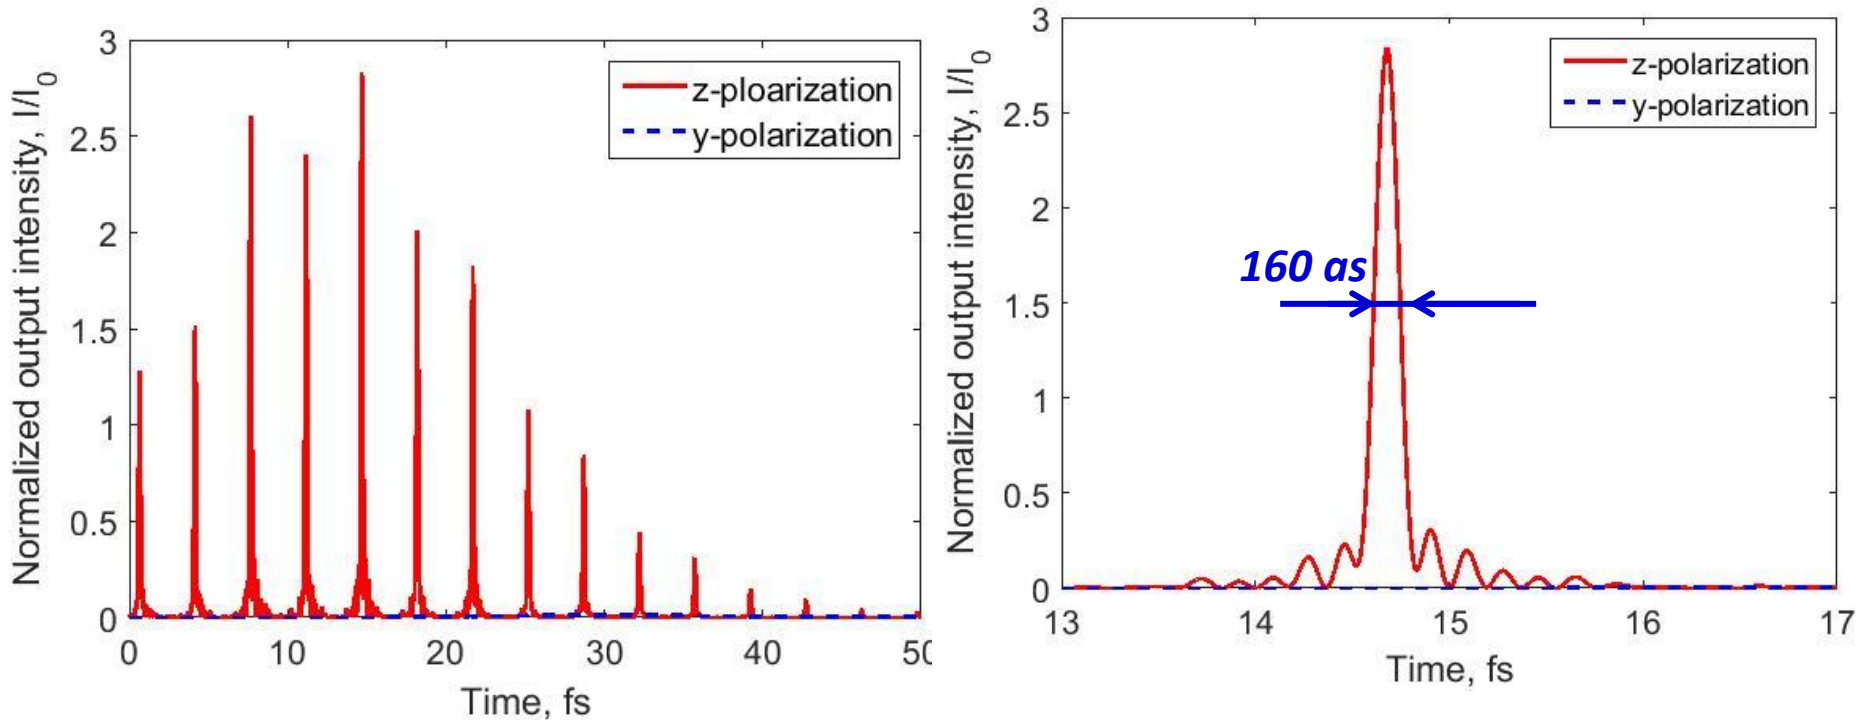 Normalized output intensity, I/I0
3
2.5
2
1.5
1
0.5
0
z-ploarization
y-polarization
0 10 20 30 40 50
Time, fs
Normalized output intensity, I/I0
3
2.5
2
1.5
1
0.5
0
z-polarization
y-polarization
160 as
13 14 15 16 17
Time, fs